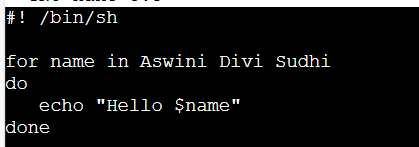 #! /bin/sh
for name in Aswini Divi Sudhi
do
   echo "Hello $name"
done